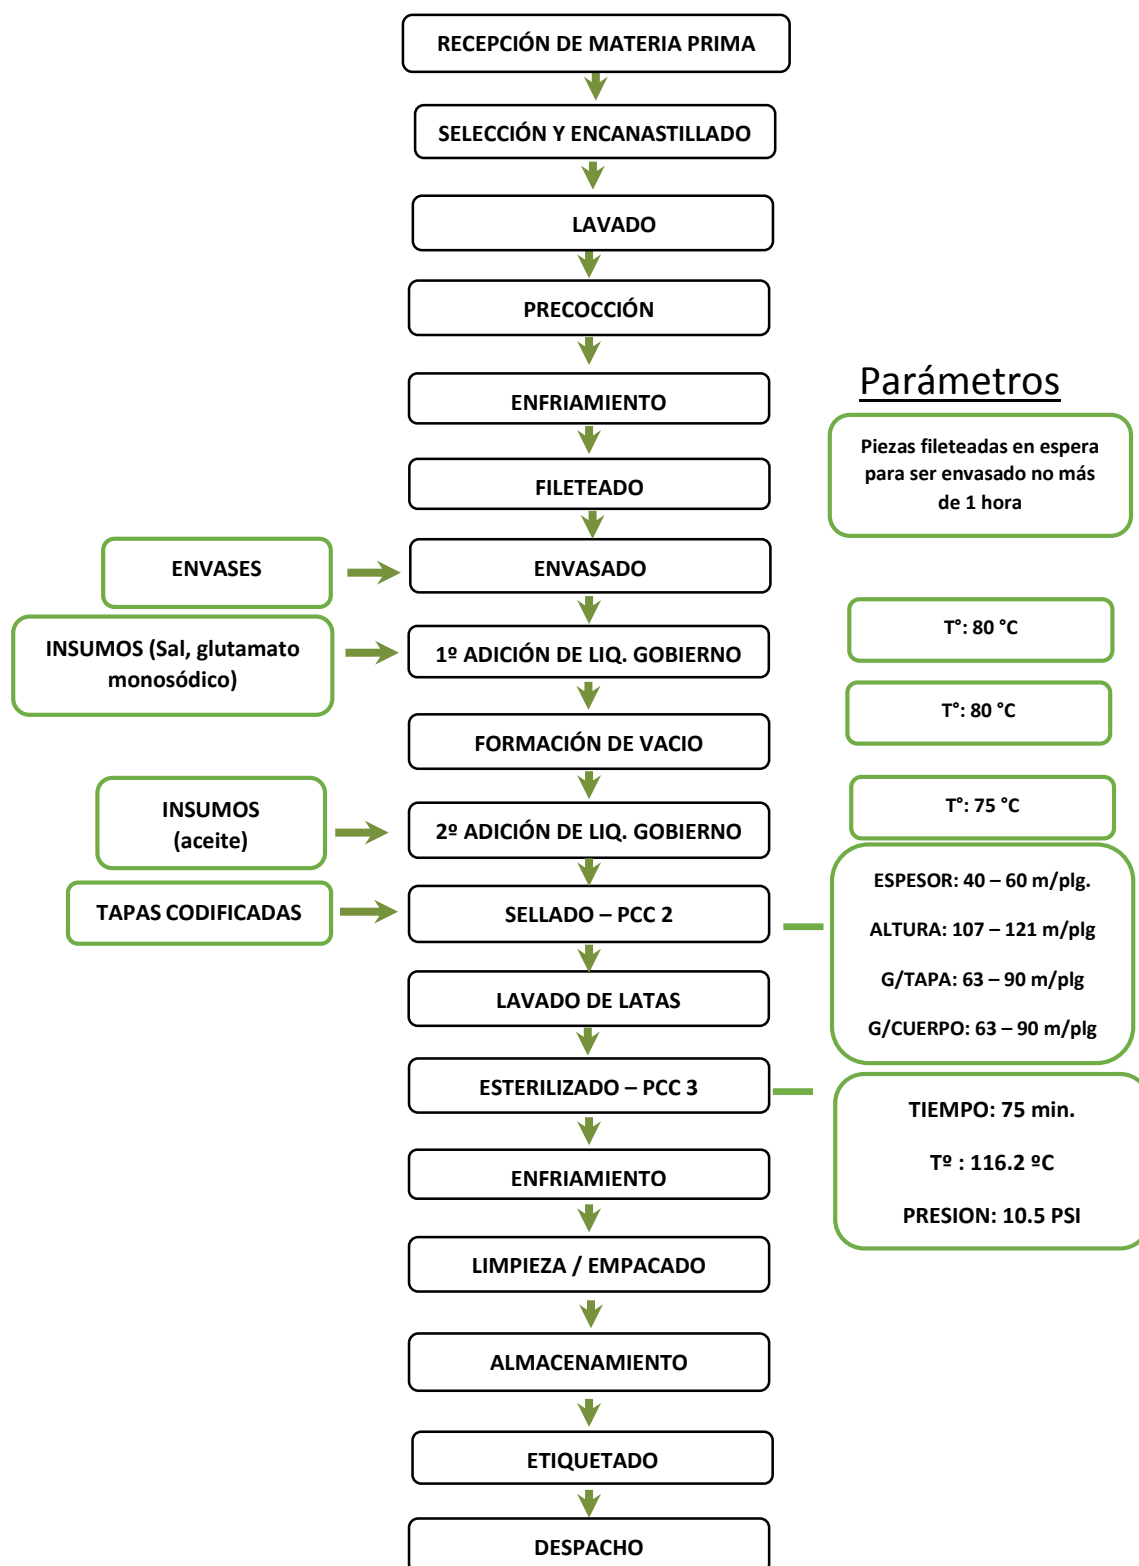 RECEPCIÓN DE MATERIA PRIMA
SELECCIÓN Y ENCANASTILLADO
LAVADO
PRECOCCIÓN
Parámetros
ENFRIAMIENTO
Piezas fileteadas en espera
para ser envasado no más
de 1 hora
FILETEADO
ENVASES
ENVASADO
INSUMOS (Sal, glutamato
monosódico)
1º ADICIÓN DE LIQ. GOBIERNO
T°: 80 °C
FORMACIÓN DE VACIO
T°: 80 °C
INSUMOS
(aceite)
2º ADICIÓN DE LIQ. GOBIERNO
T°: 75 °C
TAPAS CODIFICADAS
SELLADO – PCC 2
ESPESOR: 40 – 60 m/plg.
ALTURA: 107 – 121 m/plg
G/TAPA: 63 – 90 m/plg
G/CUERPO: 63 – 90 m/plg
LAVADO DE LATAS
ESTERILIZADO – PCC 3
TIEMPO: 75 min.
Tº : 116.2 ºC
PRESION: 10.5 PSI
ENFRIAMIENTO
LIMPIEZA / EMPACADO
ALMACENAMIENTO
ETIQUETADO
DESPACHO